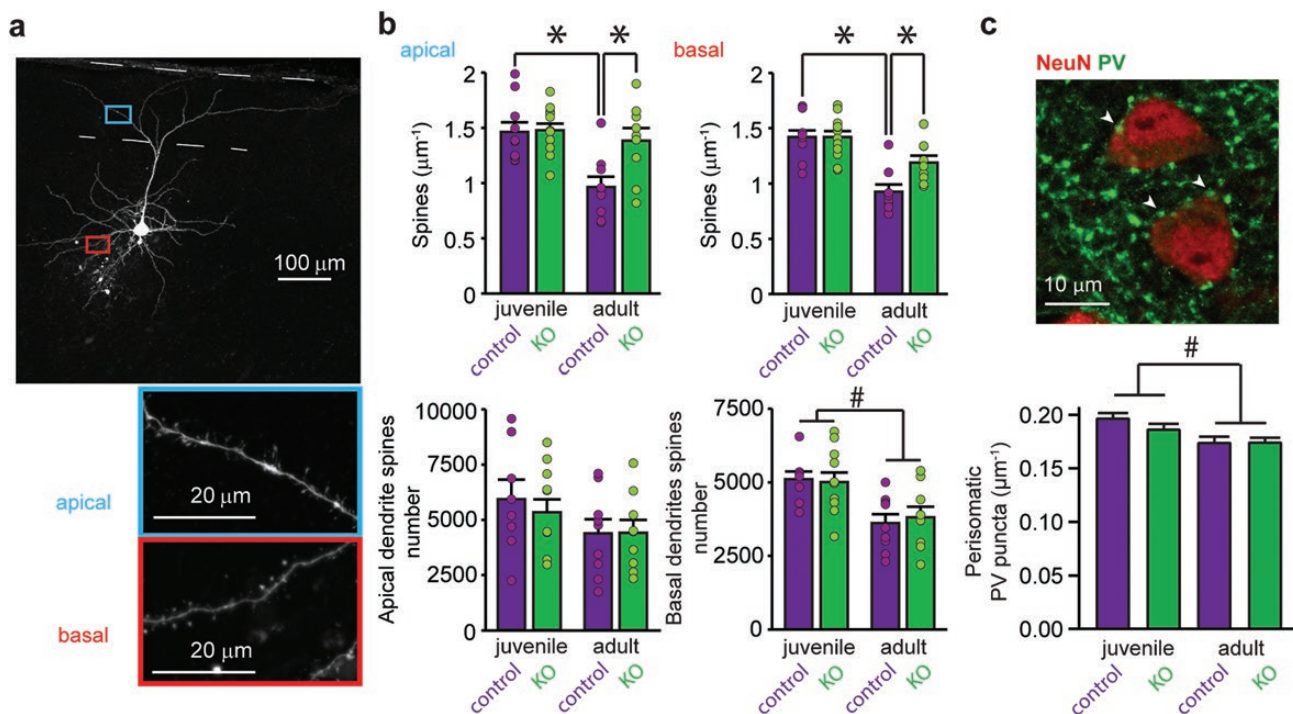 a
100 μm
apical
20 μm
basal
20 μm
b
apical
Spines (μm⁻¹)
2
1.5
1
0.5
0
* *
juvenile adult
control KO control KO
basal
Spines (μm⁻¹)
2
1.5
1
0.5
0
* *
juvenile adult
control KO control KO
Apical dendrite spines
number
10000
7500
5000
2500
0
juvenile adult
control KO control KO
Basal dendrites spines
number
7500
5000
2500
0
#
juvenile adult
control KO control KO
c
NeuN PV
10 μm
Perisomatic
PV puncta (μm⁻¹)
0.20
0.20
0.10
0.05
0.00
#
juvenile adult
control KO control KO